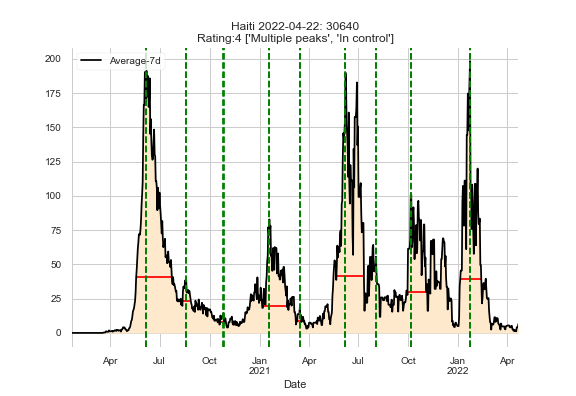 Haiti 2022-04-22: 30640
Rating:4 ['Multiple peaks', 'In control']
Average-7d
200
175
150
125
100
75
50
25
0
Apr Jul Oct Jan Apr Jul Oct Jan Apr
2021 2022
Date